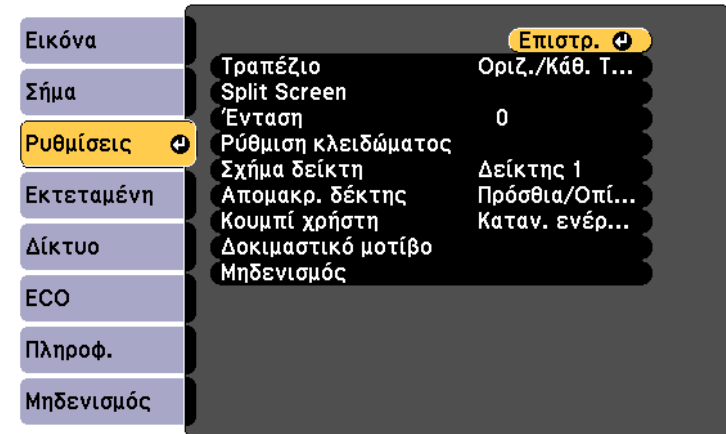 Εικόνα
Σήμα
Ρυθμίσεις
Εκτεταμένη
Δίκτυο
ECO
Πληροφ.
Μηδενισμός
Επιστρ.
Τραπέζιο Οριζ./Κάθ. Τ...
Split Screen
Ένταση 0
Ρύθμιση κλειδώματος
Σχήμα δείκτη Δείκτης 1
Απομακρ. δέκτης Πρόσθια/Οπί...
Κουμπί χρήστη Καταν. ενέρ...
Δοκιμαστικό μοτίβο
Μηδενισμός